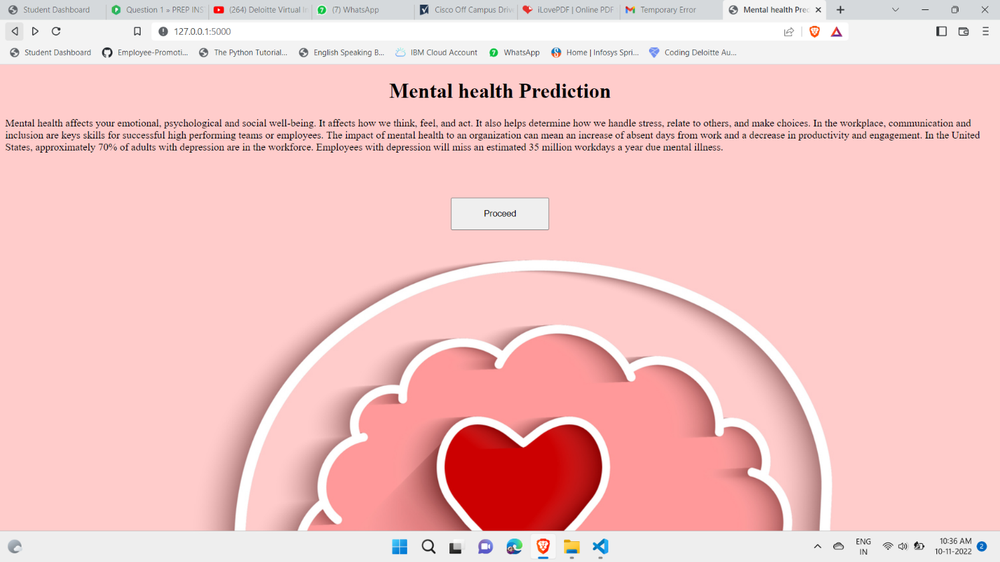 Student Dashboard
Question 1 » PREP INS
(264) Deloitte Virtual In
(7) WhatsApp
Cisco Off Campus Drive
iLovePDF | Online PDF
Temporary Error
Mental health Pred
127.0.0.1:5000
Student Dashboard
Employee-Promoti...
The Python Tutorial...
English Speaking B...
IBM Cloud Account
WhatsApp
Home | Infosys Spri...
Coding Deloitte Au...
Mental health Prediction
Mental health affects your emotional, psychological and social well-being. It affects how we think, feel, and act. It also helps determine how we handle stress, relate to others, and make choices. In the workplace, communication and
inclusion are keys skills for successful high performing teams or employees. The impact of mental health to an organization can mean an increase of absent days from work and a decrease in productivity and engagement. In the United
States, approximately 70% of adults with depression are in the workforce. Employees with depression will miss an estimated 35 million workdays a year due mental illness.
Proceed
ENG
IN
10:36 AM
10-11-2022
2